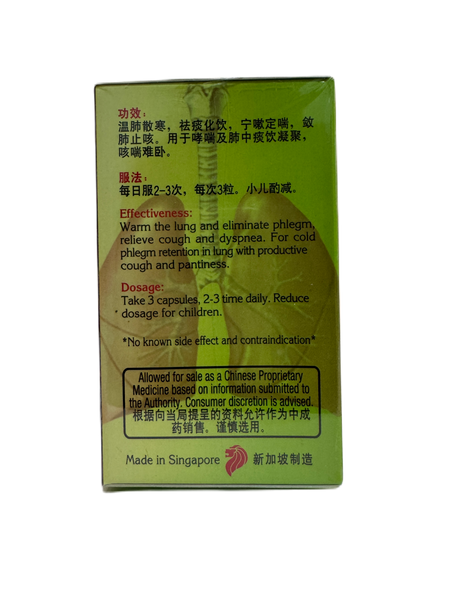 功效：
温肺散寒，祛痰化饮，宁嗽定喘，敛
肺止咳。用于哮喘及肺中痰饮凝聚，
咳喘难卧。
服法：
每日服2-3次，每次3粒。小儿酌减。
Effectiveness:
Warm the lung and eliminate phlegm,
relieve cough and dyspnea. For cold
phlegm retention in lung with productive
cough and pantiness.
Dosage:
Take 3 capsules, 2-3 time daily. Reduce
dosage for children.
*No known side effect and contraindication*
Allowed for sale as a Chinese Proprietary
Medicine based on information submitted to
the Authority. Consumer discretion is advised.
根据向当局提呈的资料允许作为中成
药销售。谨慎选用。
Made in Singapore 新加坡制造